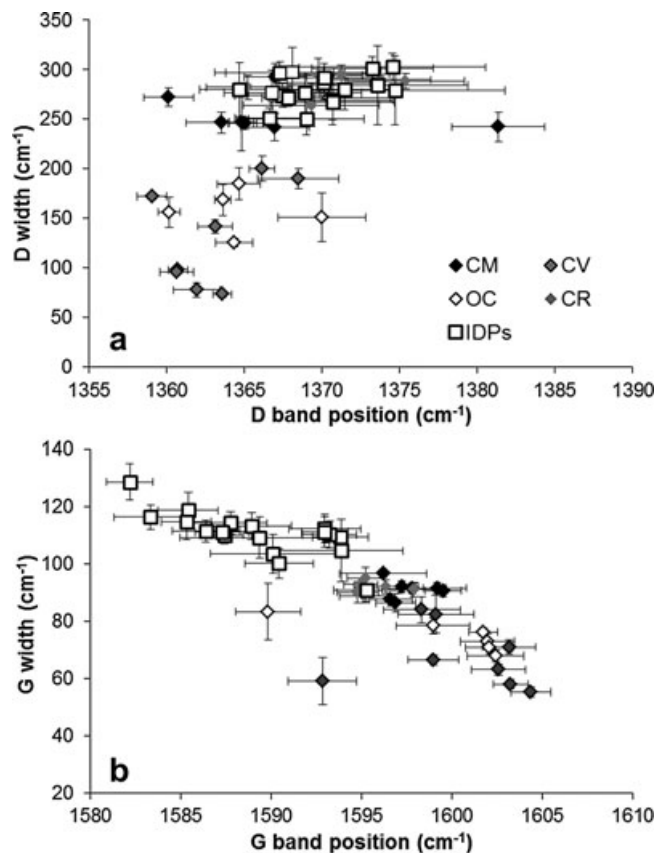 350
300
250
200
150
100
50
0
D width (cm⁻¹)
CM CV
OC CR
IDPs
a
1355 1360 1365 1370 1375 1380 1385 1390
D band position (cm⁻¹)
140
120
100
80
60
40
20
G width (cm⁻¹)
b
1580 1585 1590 1595 1600 1605 1610
G band position (cm⁻¹)